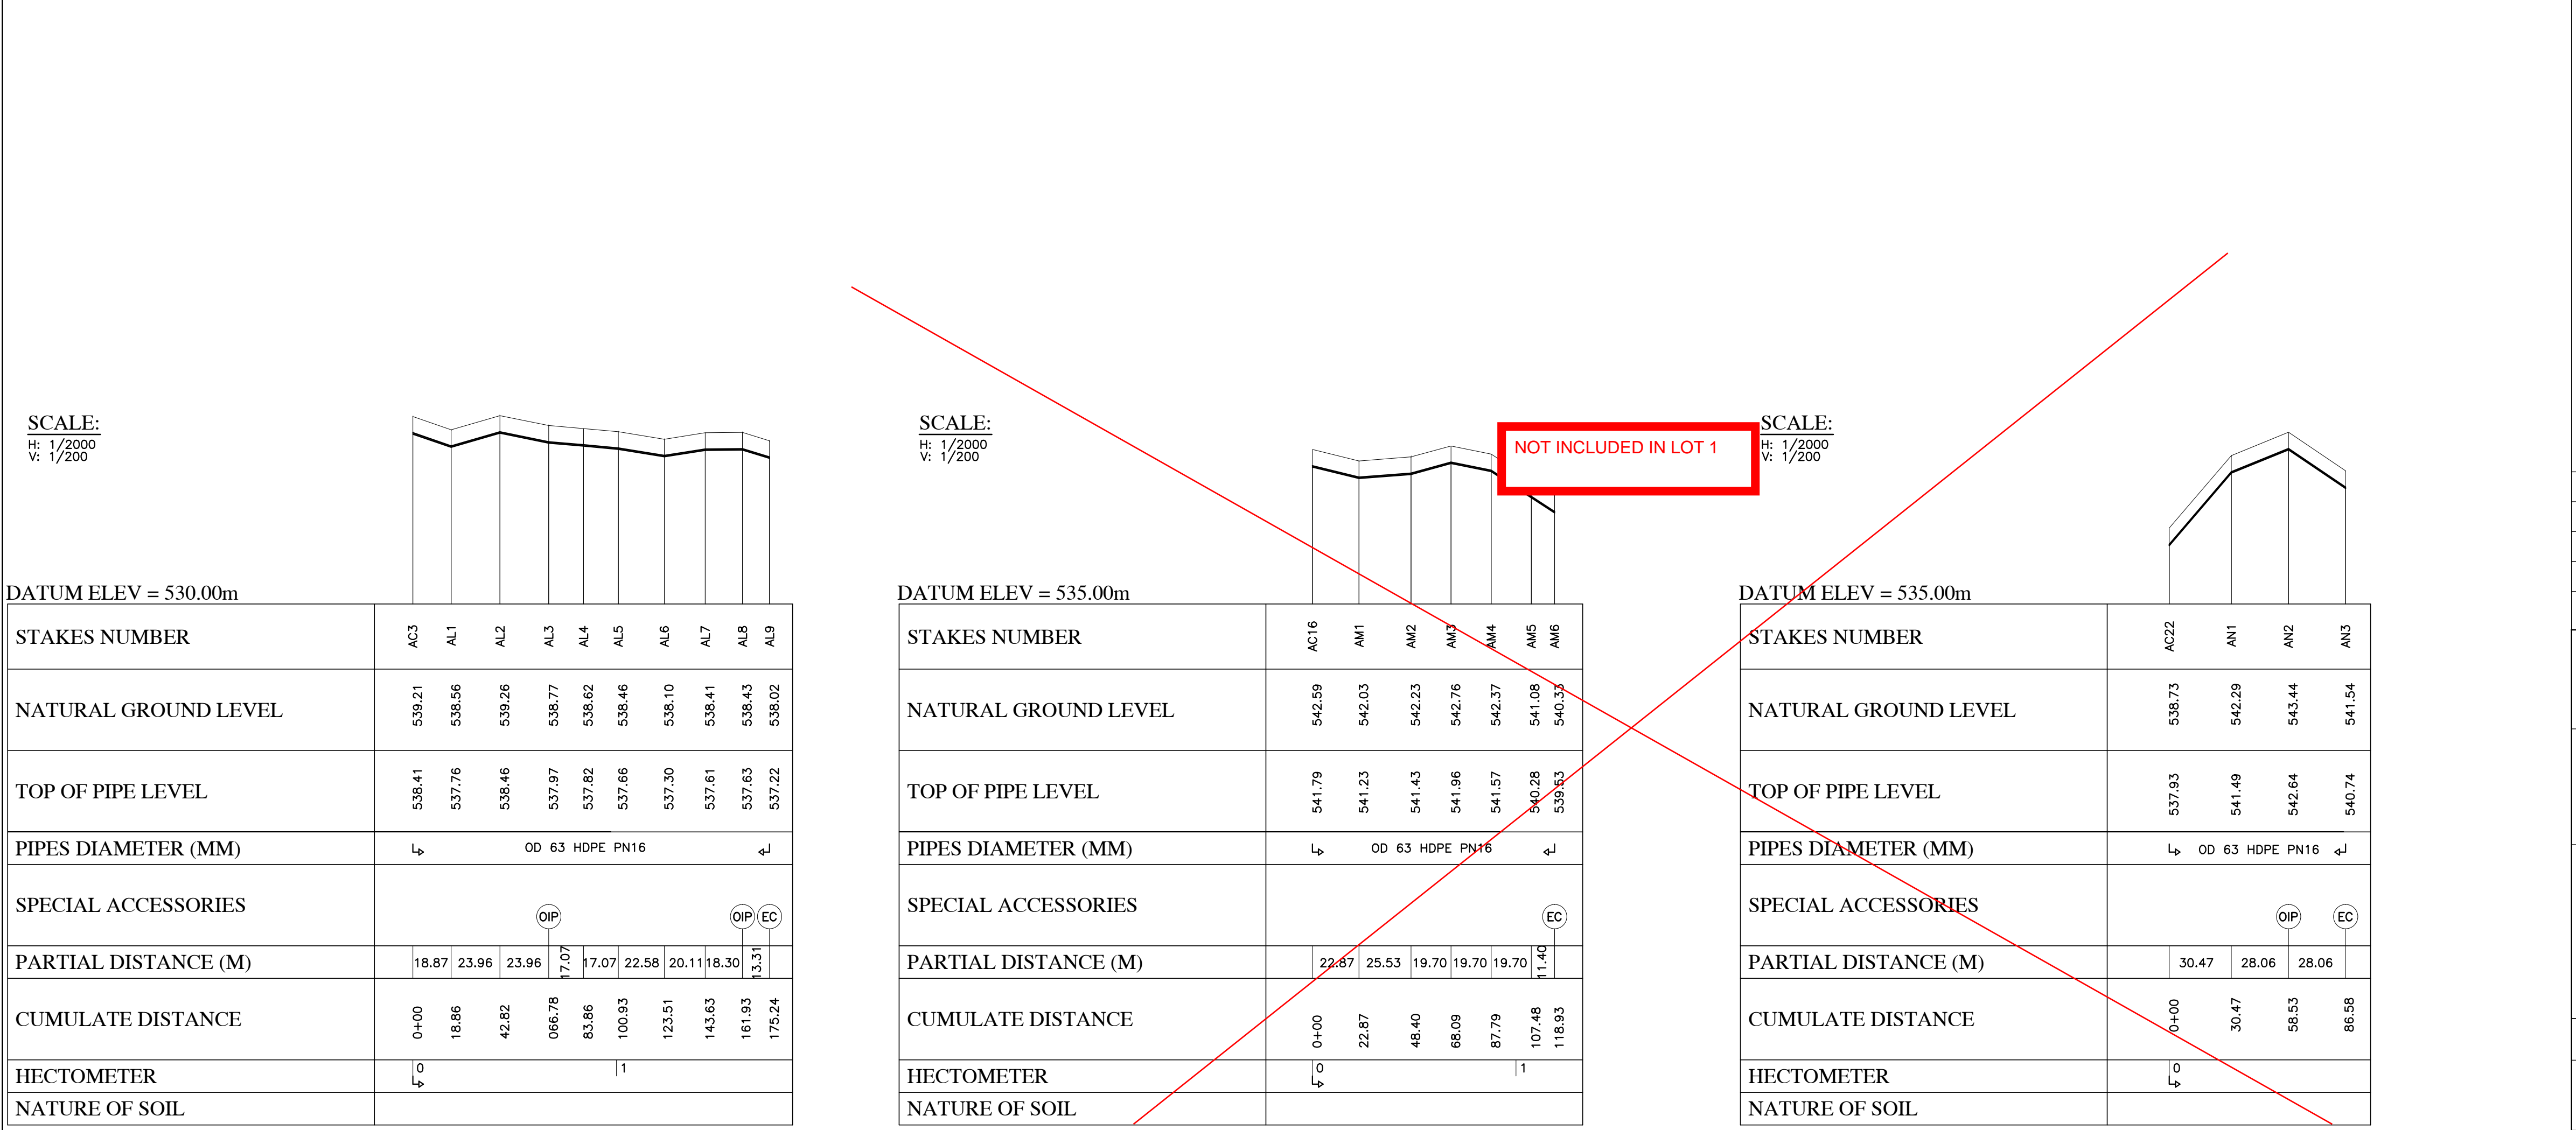 SCALE:
H: 1/2000
V: 1/200
DATUM ELEV = 530.00m
STAKES NUMBER AC3 AL1 AL2 AL3 AL4 AL5 AL6 AL7 AL8 AL9
NATURAL GROUND LEVEL 539.21 538.56 539.26 538.77 538.62 538.46 538.10 538.41 538.43 538.02
TOP OF PIPE LEVEL 538.41 537.76 538.46 537.97 537.82 537.66 537.30 537.61 537.63 537.22
PIPES DIAMETER (MM) OD 63 HDPE PN16
SPECIAL ACCESSORIES OIP OIP EC
PARTIAL DISTANCE (M) 18.87 23.96 23.96 17.07 17.07 22.58 20.11 18.30 13.31
CUMULATE DISTANCE 0+00 18.86 42.82 066.78 83.86 100.93 123.51 143.63 161.93 175.24
HECTOMETER 0 1
NATURE OF SOIL
SCALE:
H: 1/2000
V: 1/200
NOT INCLUDED IN LOT 1
DATUM ELEV = 535.00m
STAKES NUMBER AC16 AM1 AM2 AM3 AM4 AM5 AM6
NATURAL GROUND LEVEL 542.59 542.03 542.23 542.76 542.37 541.08 540.33
TOP OF PIPE LEVEL 541.79 541.23 541.43 541.96 541.57 540.28 539.53
PIPES DIAMETER (MM) OD 63 HDPE PN16
SPECIAL ACCESSORIES EC
PARTIAL DISTANCE (M) 22.87 25.53 19.70 19.70 19.70 11.40
CUMULATE DISTANCE 0+00 22.87 48.40 68.09 87.79 107.48 118.93
HECTOMETER 0 1
NATURE OF SOIL
SCALE:
H: 1/2000
V: 1/200
DATUM ELEV = 535.00m
STAKES NUMBER AC22 AN1 AN2 AN3
NATURAL GROUND LEVEL 538.73 542.29 543.44 541.54
TOP OF PIPE LEVEL 537.93 541.49 542.64 540.74
PIPES DIAMETER (MM) OD 63 HDPE PN16
SPECIAL ACCESSORIES OIP EC
PARTIAL DISTANCE (M) 30.47 28.06 28.06
CUMULATE DISTANCE 0+00 30.47 58.53 86.58
HECTOMETER 0
NATURE OF SOIL